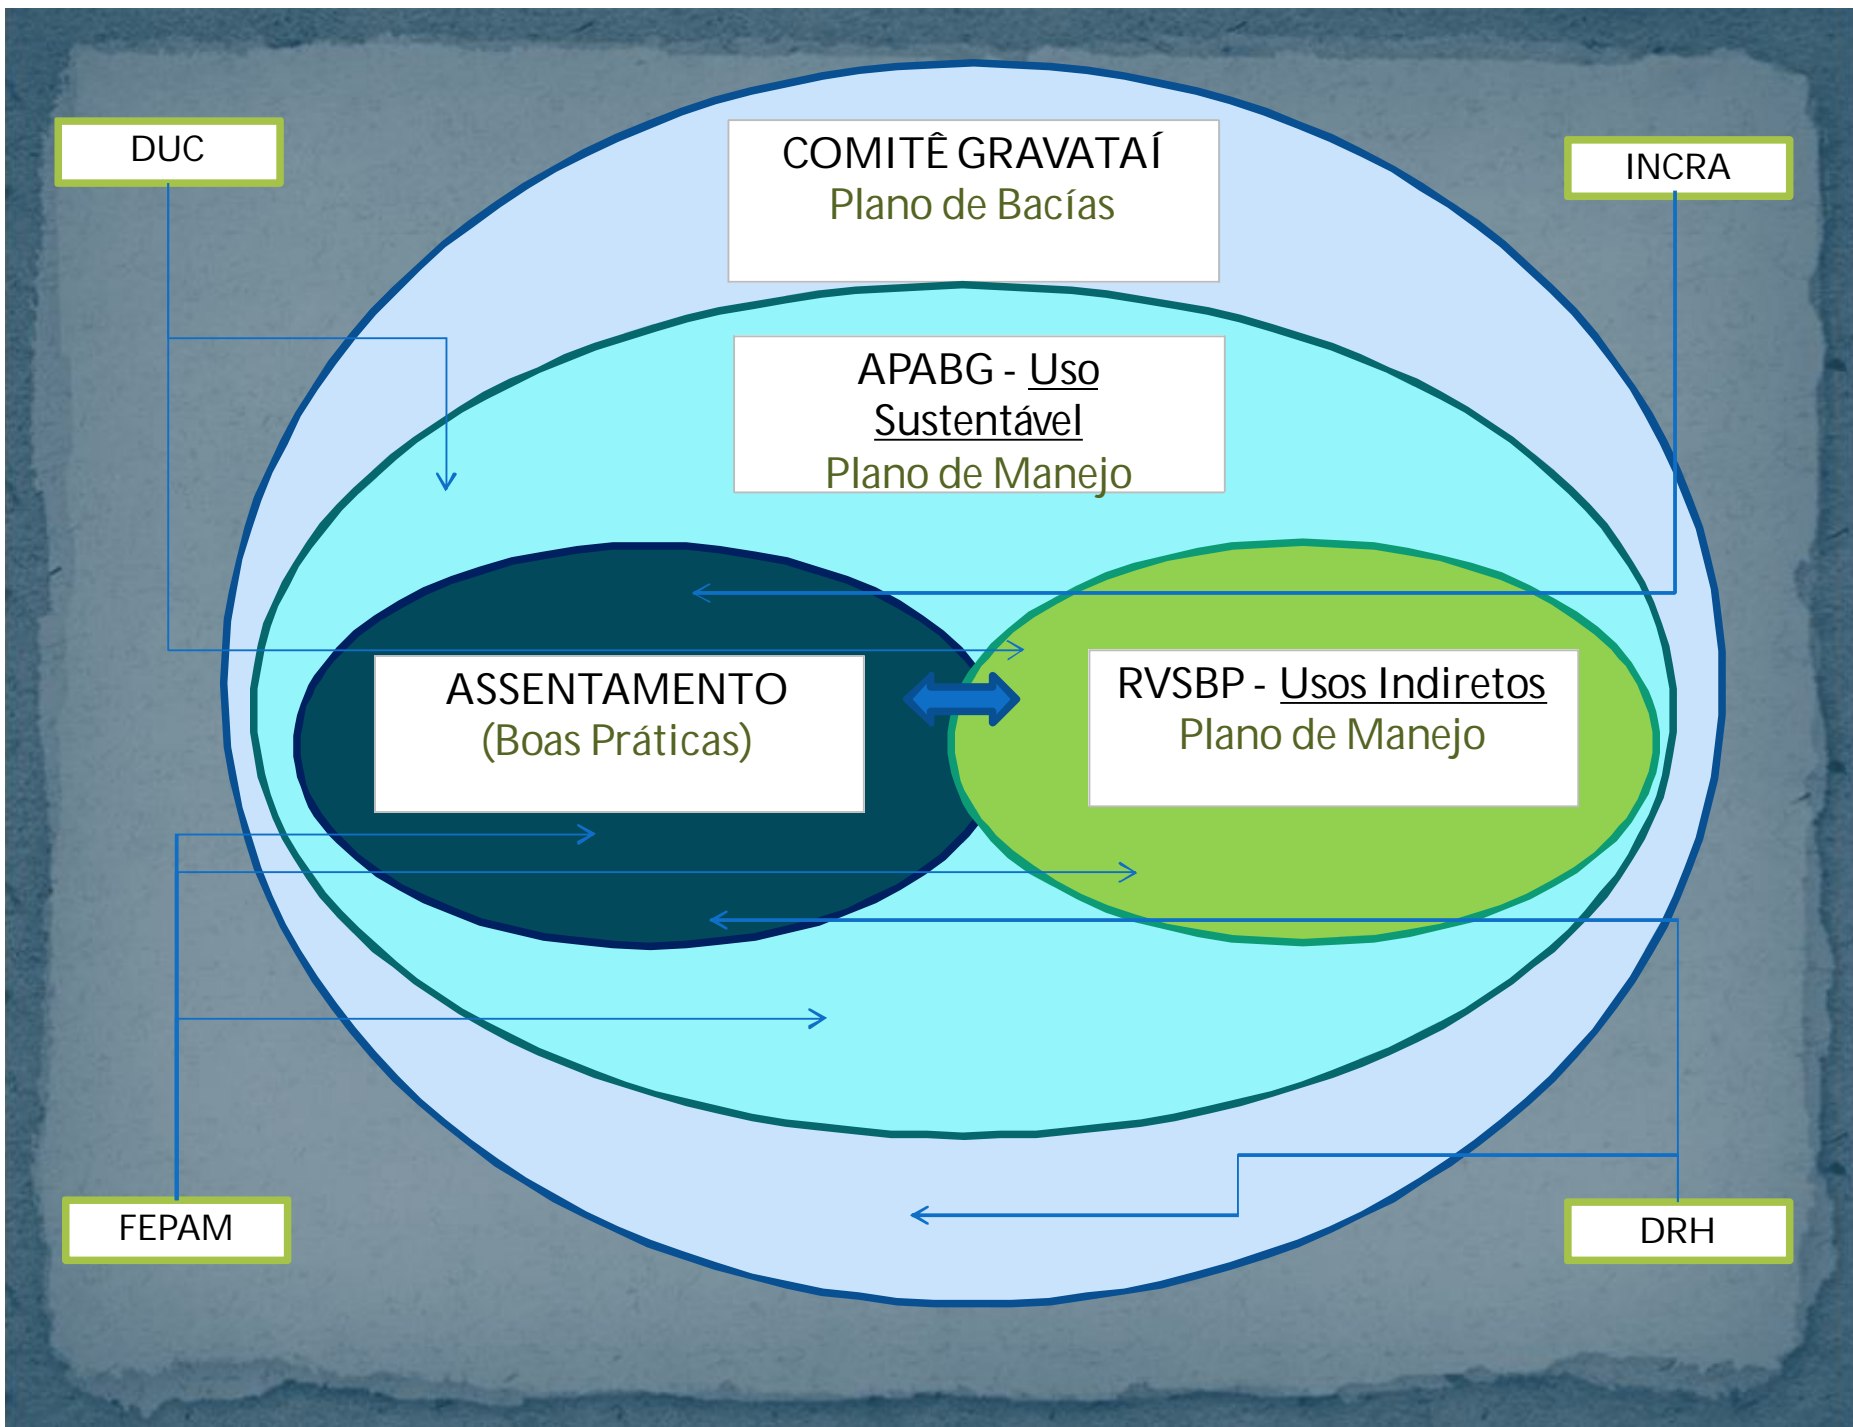 DUC
COMITÊ GRAVATAÍ
Plano de Bacías
INCRA
APABG - Uso
Sustentável
Plano de Manejo
ASSENTAMENTO
(Boas Práticas)
RVSBP - Usos Indiretos
Plano de Manejo
FEPAM
DRH